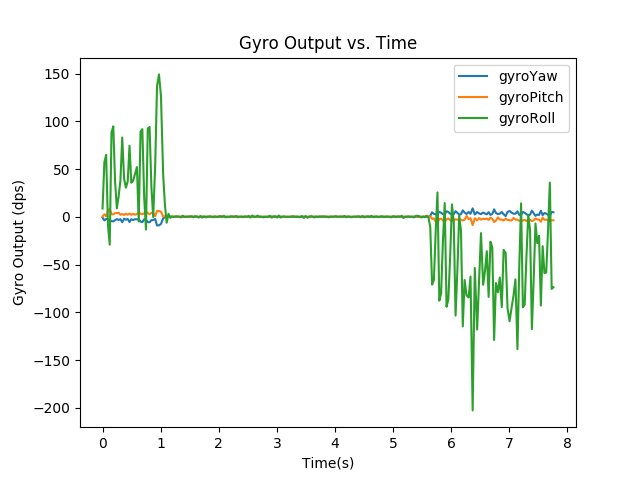 Gyro Output vs. Time
gyroYaw
gyroPitch
gyroRoll
Gyro Output (dps)
150
100
50
0
−50
−100
−150
−200
0 1 2 3 4 5 6 7 8
Time(s)